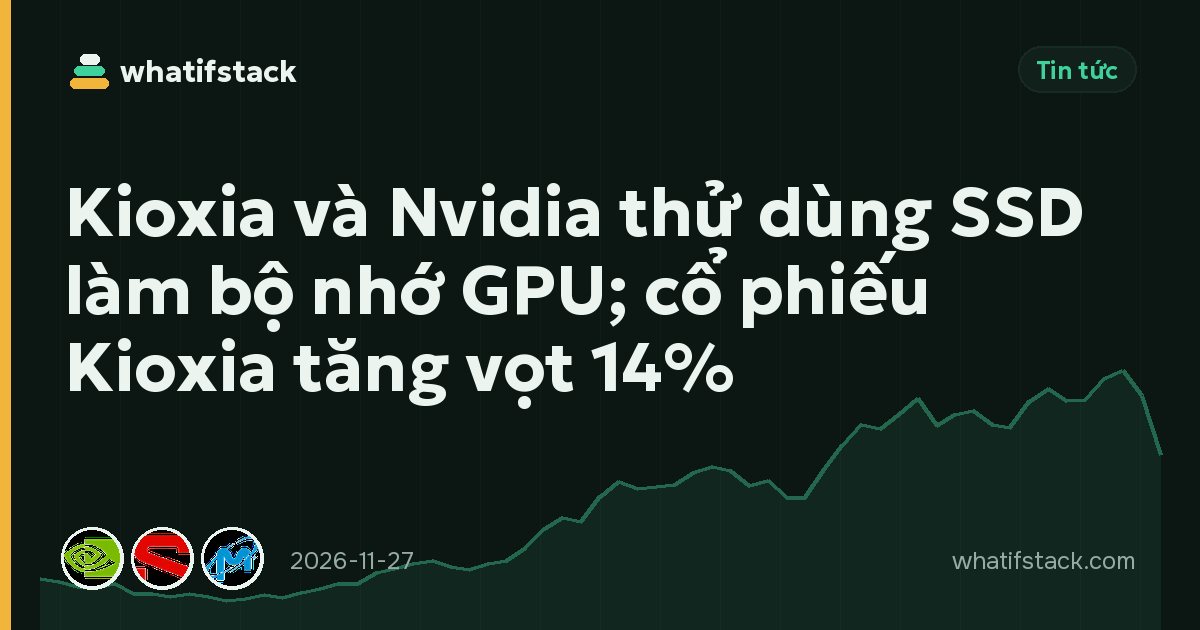 whatifstack
Tin tức
Kioxia và Nvidia thử dùng SSD
làm bộ nhớ GPU; cổ phiếu
Kioxia tăng vọt 14%
2026-11-27
whatifstack.com